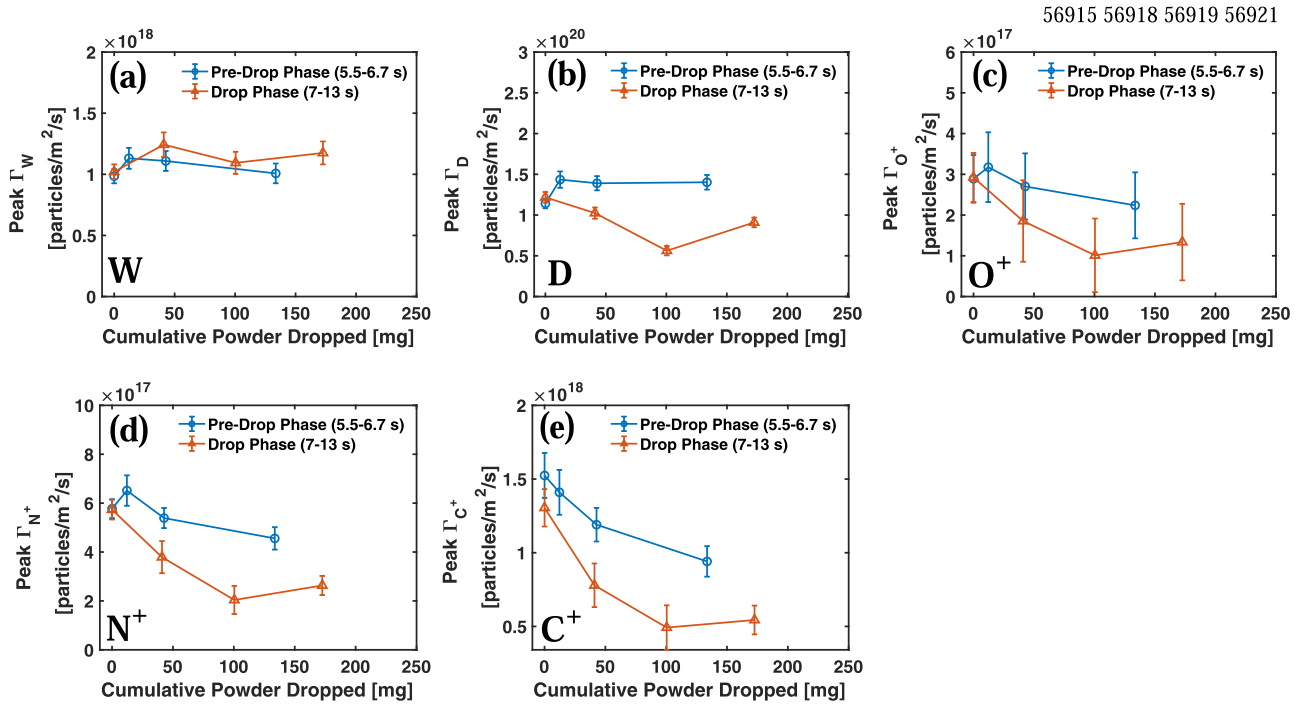 56915 56918 56919 56921
×10^18
(a)
Pre-Drop Phase (5.5-6.7 s)
Drop Phase (7-13 s)
2
1.5
1
0.5
0
Peak Γ_W
[particles/m^2/s]
W
0 50 100 150 200 250
Cumulative Powder Dropped [mg]
×10^20
(b)
Pre-Drop Phase (5.5-6.7 s)
Drop Phase (7-13 s)
3
2.5
2
1.5
1
0.5
0
Peak Γ_D
[particles/m^2/s]
D
0 50 100 150 200 250
Cumulative Powder Dropped [mg]
×10^17
(c)
Pre-Drop Phase (5.5-6.7 s)
Drop Phase (7-13 s)
6
5
4
3
2
1
0
Peak Γ_O^+
[particles/m^2/s]
O^+
0 50 100 150 200 250
Cumulative Powder Dropped [mg]
×10^17
(d)
Pre-Drop Phase (5.5-6.7 s)
Drop Phase (7-13 s)
10
8
6
4
2
0
Peak Γ_N^+
[particles/m^2/s]
N^+
0 50 100 150 200 250
Cumulative Powder Dropped [mg]
×10^18
(e)
Pre-Drop Phase (5.5-6.7 s)
Drop Phase (7-13 s)
2
1.5
1
0.5
Peak Γ_C^+
[particles/m^2/s]
C^+
0 50 100 150 200 250
Cumulative Powder Dropped [mg]